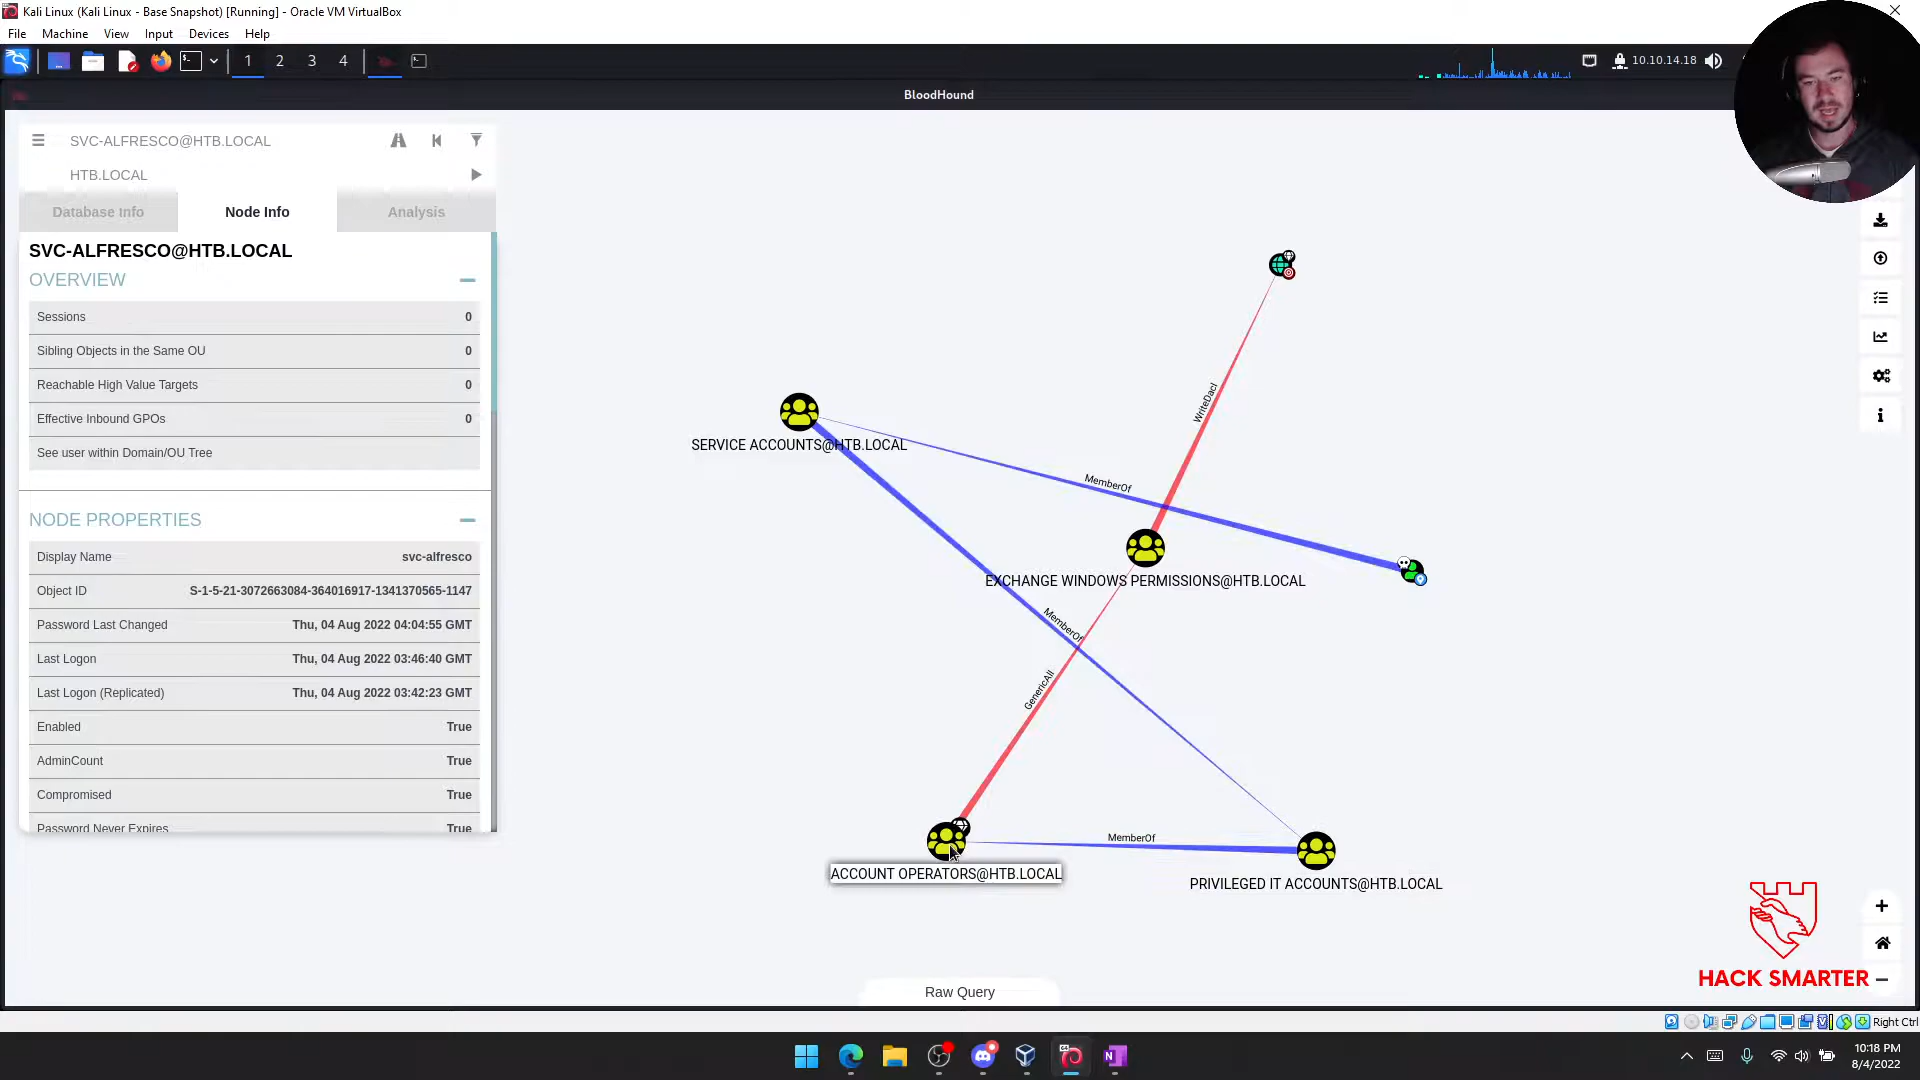 Kali Linux (Kali Linux - Base Snapshot) [Running] - Oracle VM VirtualBox
File Machine View Input Devices Help
1 2 3 4
10.10.14.18
BloodHound
SVC-ALFRESCO@HTB.LOCAL
HTB.LOCAL
Database Info Node Info Analysis
SVC-ALFRESCO@HTB.LOCAL
OVERVIEW
Sessions 0
Sibling Objects in the Same OU 0
Reachable High Value Targets 0
Effective Inbound GPOs 0
See user within Domain/OU Tree
NODE PROPERTIES
Display Name svc-alfresco
Object ID S-1-5-21-3072663084-364016917-1341370565-1147
Password Last Changed Thu, 04 Aug 2022 04:04:55 GMT
Last Logon Thu, 04 Aug 2022 03:46:40 GMT
Last Logon (Replicated) Thu, 04 Aug 2022 03:42:23 GMT
Enabled True
AdminCount True
Compromised True
Password Never Expires True
WriteDacl
SERVICE ACCOUNTS@HTB.LOCAL
MemberOf
EXCHANGE WINDOWS PERMISSIONS@HTB.LOCAL
MemberOf
GenericAll
MemberOf
ACCOUNT OPERATORS@HTB.LOCAL
PRIVILEGED IT ACCOUNTS@HTB.LOCAL
HACK SMARTER
Raw Query
Right Ctrl
10:18 PM
8/4/2022